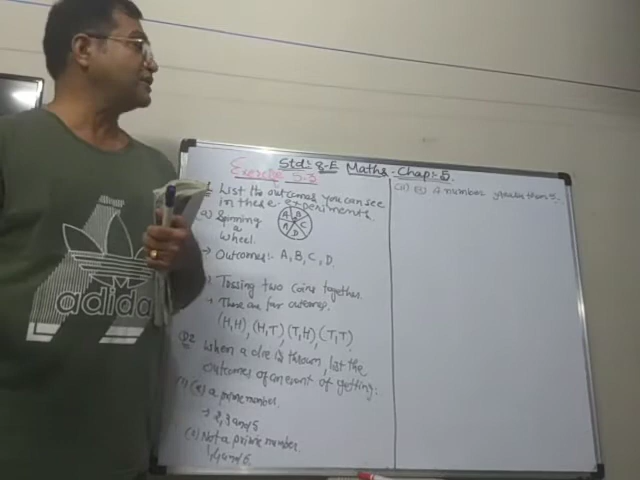 Std:- 8-E Maths. Chap: 5.
Exercise 5.3
1 List the outcomes you can see
in these experiments.
a) Spinning
a
wheel.
A B C D A
→ Outcomes:- A, B, C, D.
Tossing two coins together.
→ There are four outcomes.
(H,H), (H,T) (T,H), (T,T)
Q2 When a die is thrown, list the
outcomes of an event of getting:
(i) (a) a prime number.
→ 2, 3 and 5
(b) Not a prime number.
1, 4 and 6.
(ii) (a) A number greater than 5.
adidas